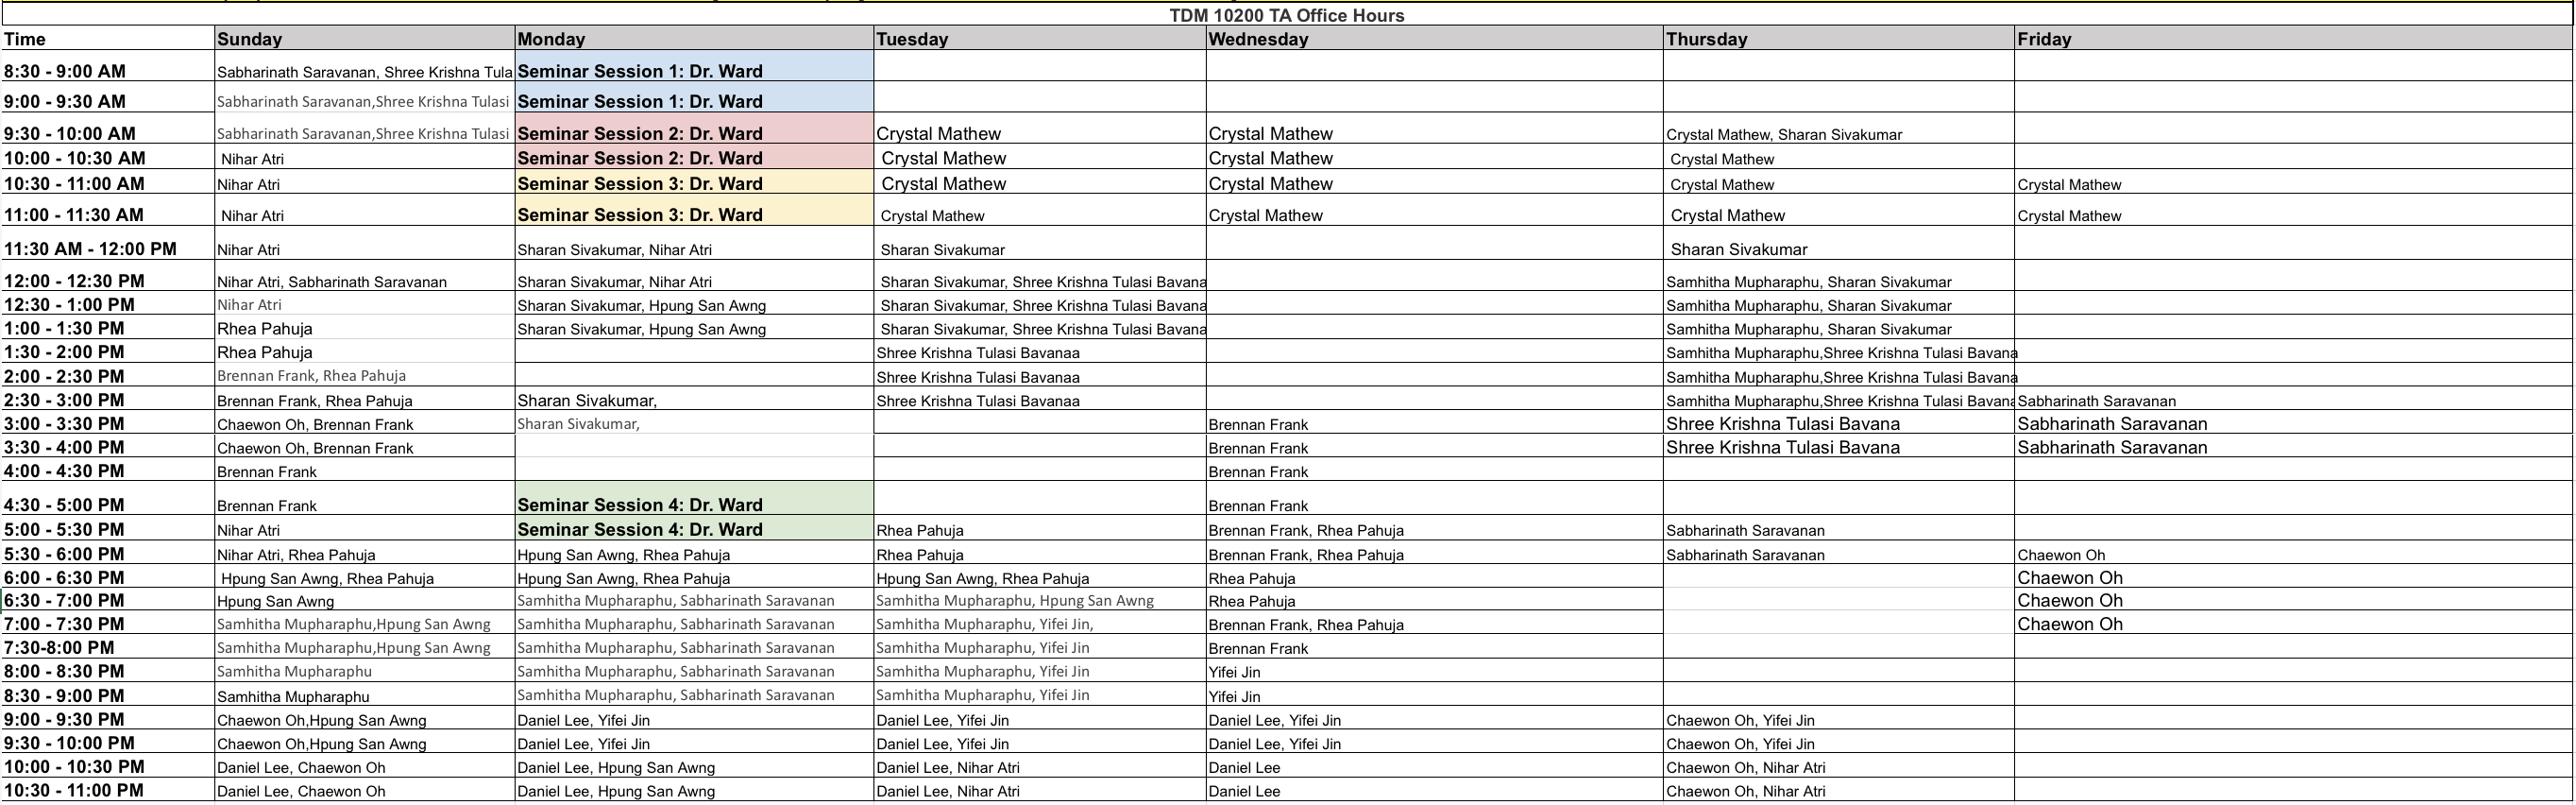 TDM 10200 TA Office Hours
Time Sunday Monday Tuesday Wednesday Thursday Friday
8:30 - 9:00 AM Sabharinath Saravanan, Shree Krishna Tula Seminar Session 1: Dr. Ward
9:00 - 9:30 AM Sabharinath Saravanan,Shree Krishna Tulasi Seminar Session 1: Dr. Ward
9:30 - 10:00 AM Sabharinath Saravanan,Shree Krishna Tulasi Seminar Session 2: Dr. Ward Crystal Mathew Crystal Mathew Crystal Mathew, Sharan Sivakumar
10:00 - 10:30 AM Nihar Atri Seminar Session 2: Dr. Ward Crystal Mathew Crystal Mathew Crystal Mathew
10:30 - 11:00 AM Nihar Atri Seminar Session 3: Dr. Ward Crystal Mathew Crystal Mathew Crystal Mathew Crystal Mathew
11:00 - 11:30 AM Nihar Atri Seminar Session 3: Dr. Ward Crystal Mathew Crystal Mathew Crystal Mathew Crystal Mathew
11:30 AM - 12:00 PM Nihar Atri Sharan Sivakumar, Nihar Atri Sharan Sivakumar Sharan Sivakumar
12:00 - 12:30 PM Nihar Atri, Sabharinath Saravanan Sharan Sivakumar, Nihar Atri Sharan Sivakumar, Shree Krishna Tulasi Bavana Samhitha Mupharaphu, Sharan Sivakumar
12:30 - 1:00 PM Nihar Atri Sharan Sivakumar, Hpung San Awng Sharan Sivakumar, Shree Krishna Tulasi Bavana Samhitha Mupharaphu, Sharan Sivakumar
1:00 - 1:30 PM Rhea Pahuja Sharan Sivakumar, Hpung San Awng Sharan Sivakumar, Shree Krishna Tulasi Bavana Samhitha Mupharaphu, Sharan Sivakumar
1:30 - 2:00 PM Rhea Pahuja Shree Krishna Tulasi Bavanaa Samhitha Mupharaphu,Shree Krishna Tulasi Bavana
2:00 - 2:30 PM Brennan Frank, Rhea Pahuja Shree Krishna Tulasi Bavanaa Samhitha Mupharaphu,Shree Krishna Tulasi Bavana
2:30 - 3:00 PM Brennan Frank, Rhea Pahuja Sharan Sivakumar, Shree Krishna Tulasi Bavanaa Samhitha Mupharaphu,Shree Krishna Tulasi Bavana Sabharinath Saravanan
3:00 - 3:30 PM Chaewon Oh, Brennan Frank Sharan Sivakumar, Brennan Frank Shree Krishna Tulasi Bavana Sabharinath Saravanan
3:30 - 4:00 PM Chaewon Oh, Brennan Frank Brennan Frank Shree Krishna Tulasi Bavana Sabharinath Saravanan
4:00 - 4:30 PM Brennan Frank Brennan Frank
4:30 - 5:00 PM Brennan Frank Seminar Session 4: Dr. Ward Brennan Frank
5:00 - 5:30 PM Nihar Atri Seminar Session 4: Dr. Ward Rhea Pahuja Brennan Frank, Rhea Pahuja Sabharinath Saravanan
5:30 - 6:00 PM Nihar Atri, Rhea Pahuja Hpung San Awng, Rhea Pahuja Rhea Pahuja Brennan Frank, Rhea Pahuja Sabharinath Saravanan Chaewon Oh
6:00 - 6:30 PM Hpung San Awng, Rhea Pahuja Hpung San Awng, Rhea Pahuja Hpung San Awng, Rhea Pahuja Rhea Pahuja Chaewon Oh
6:30 - 7:00 PM Hpung San Awng Samhitha Mupharaphu, Sabharinath Saravanan Samhitha Mupharaphu, Hpung San Awng Rhea Pahuja Chaewon Oh
7:00 - 7:30 PM Samhitha Mupharaphu,Hpung San Awng Samhitha Mupharaphu, Sabharinath Saravanan Samhitha Mupharaphu, Yifei Jin, Brennan Frank, Rhea Pahuja Chaewon Oh
7:30-8:00 PM Samhitha Mupharaphu,Hpung San Awng Samhitha Mupharaphu, Sabharinath Saravanan Samhitha Mupharaphu, Yifei Jin Brennan Frank
8:00 - 8:30 PM Samhitha Mupharaphu Samhitha Mupharaphu, Sabharinath Saravanan Samhitha Mupharaphu, Yifei Jin Yifei Jin
8:30 - 9:00 PM Samhitha Mupharaphu Samhitha Mupharaphu, Sabharinath Saravanan Samhitha Mupharaphu, Yifei Jin Yifei Jin
9:00 - 9:30 PM Chaewon Oh,Hpung San Awng Daniel Lee, Yifei Jin Daniel Lee, Yifei Jin Daniel Lee, Yifei Jin Chaewon Oh, Yifei Jin
9:30 - 10:00 PM Chaewon Oh,Hpung San Awng Daniel Lee, Yifei Jin Daniel Lee, Yifei Jin Daniel Lee, Yifei Jin Chaewon Oh, Yifei Jin
10:00 - 10:30 PM Daniel Lee, Chaewon Oh Daniel Lee, Hpung San Awng Daniel Lee, Nihar Atri Daniel Lee Chaewon Oh, Nihar Atri
10:30 - 11:00 PM Daniel Lee, Chaewon Oh Daniel Lee, Hpung San Awng Daniel Lee, Nihar Atri Daniel Lee Chaewon Oh, Nihar Atri